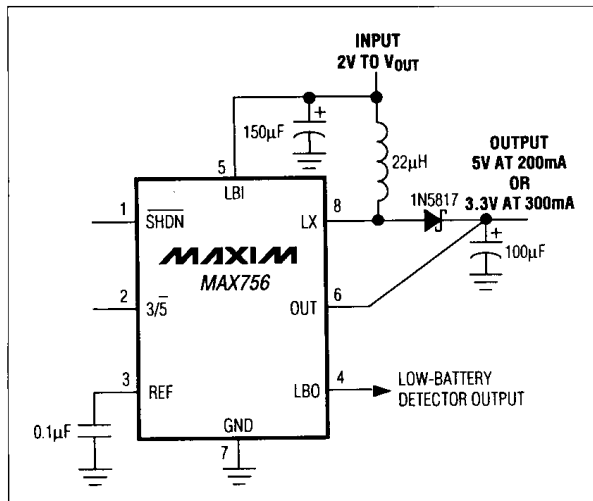 INPUT
2V TO VOUT
150µF
22µH
OUTPUT
5V AT 200mA
OR
3.3V AT 300mA
5
LBI
1
SHDN
8
LX
1N5817
MAXIM
MAX756
100µF
2
3/5
6
OUT
3
REF
4
LBO
LOW-BATTERY
DETECTOR OUTPUT
0.1µF
GND
7